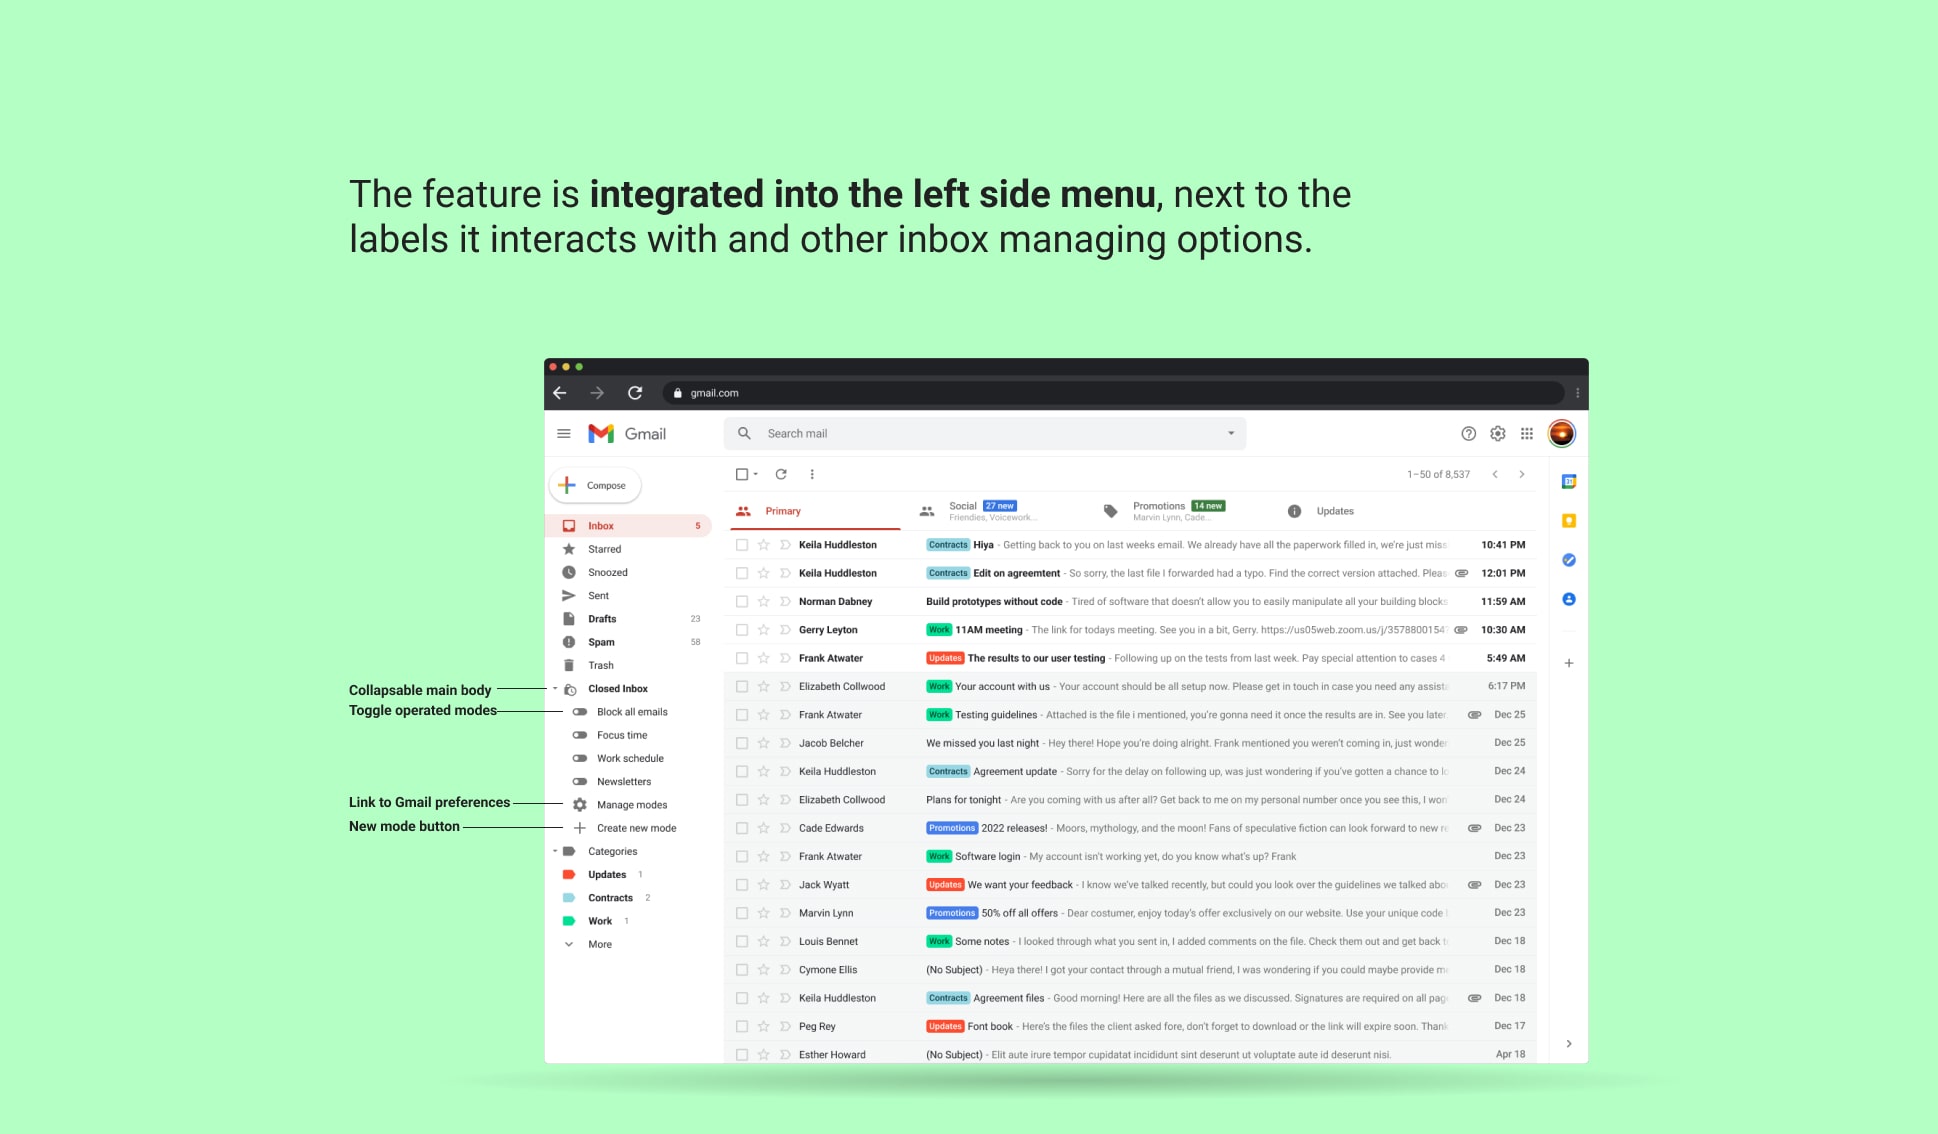 The feature is integrated into the left side menu, next to the
labels it interacts with and other inbox managing options.
gmail.com
Gmail
Search mail
Compose
1–50 of 8,537
Primary
Social 27 new
Friendies, Voicework...
Promotions 14 new
Marvin Lynn, Cade...
Updates
Inbox 5
Starred
Snoozed
Sent
Drafts 23
Spam 58
Trash
Closed Inbox
Block all emails
Focus time
Work schedule
Newsletters
Manage modes
Create new mode
Categories
Updates 1
Contracts 2
Work 1
More
Collapsable main body
Toggle operated modes
Link to Gmail preferences
New mode button
Keila Huddleston Contracts Hiya - Getting back to you on last weeks email. We already have all the paperwork filled in, we're just miss 10:41 PM
Keila Huddleston Contracts Edit on agreemtent - So sorry, the last file I forwarded had a typo. Find the correct version attached. Pleas 12:01 PM
Norman Dabney Build prototypes without code - Tired of software that doesn't allow you to easily manipulate all your building blocks 11:59 AM
Gerry Leyton Work 11AM meeting - The link for todays meeting. See you in a bit, Gerry. https://us05web.zoom.us/j/3578800154 10:30 AM
Frank Atwater Updates The results to our user testing - Following up on the tests from last week. Pay special attention to cases 4 5:49 AM
Elizabeth Collwood Work Your account with us - Your account should be all setup now. Please get in touch in case you need any assista 6:17 PM
Frank Atwater Work Testing guidelines - Attached is the file i mentioned, you're gonna need it once the results are in. See you later Dec 25
Jacob Belcher We missed you last night - Hey there! Hope you're doing alright. Frank mentioned you weren't coming in, just wonder Dec 25
Keila Huddleston Contracts Agreement update - Sorry for the delay on following up, was just wondering if you've gotten a chance to lo Dec 24
Elizabeth Collwood Plans for tonight - Are you coming with us after all? Get back to me on my personal number once you see this, I won' Dec 24
Cade Edwards Promotions 2022 releases! - Moors, mythology, and the moon! Fans of speculative fiction can look forward to new re Dec 23
Frank Atwater Work Software login - My account isn't working yet, do you know what's up? Frank Dec 23
Jack Wyatt Updates We want your feedback - I know we've talked recently, but could you look over the guidelines we talked abou Dec 23
Marvin Lynn Promotions 50% off all offers - Dear costumer, enjoy today's offer exclusively on our website. Use your unique code Dec 23
Louis Bennet Work Some notes - I looked through what you sent in, I added comments on the file. Check them out and get back to Dec 18
Cymone Ellis (No Subject) - Heya there! I got your contact through a mutual friend, I was wondering if you could maybe provide me Dec 18
Keila Huddleston Contracts Agreement files - Good morning! Here are all the files as we discussed. Signatures are required on all page Dec 18
Peg Rey Updates Font book - Here's the files the client asked fore, don't forget to download or the link will expire soon. Thank Dec 17
Esther Howard (No Subject) - Elit aute irure tempor cupidatat incididunt sint deserunt ut voluptate aute id deserunt nisi. Apr 18